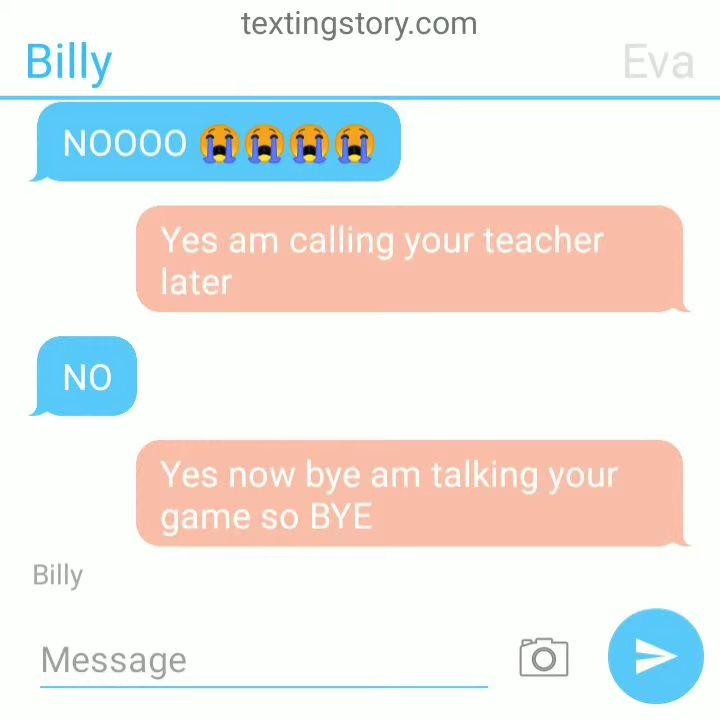 textingstory.com
Billy
Eva
NOOOO 😭😭😭😭
Yes am calling your teacher
later
NO
Yes now bye am talking your
game so BYE
Billy
Message